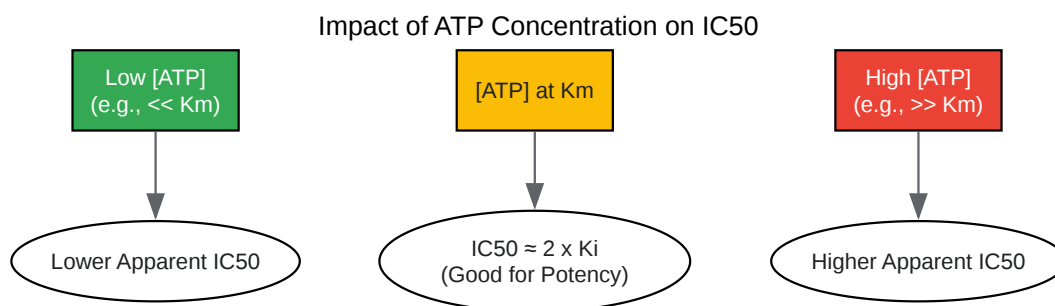 Impact of ATP Concentration on IC50
Low [ATP]
(e.g., << Km)
[ATP] at Km
High [ATP]
(e.g., >> Km)
Lower Apparent IC50
IC50 ≈ 2 x Ki
(Good for Potency)
Higher Apparent IC50